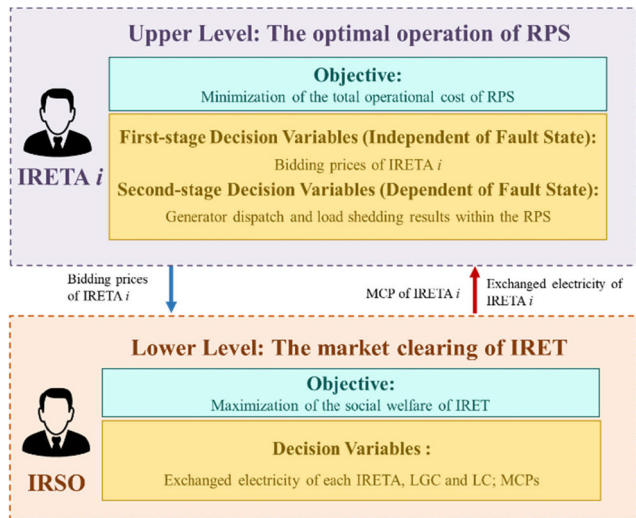 Upper Level: The optimal operation of RPS
Objective:
Minimization of the total operational cost of RPS
First-stage Decision Variables (Independent of Fault State):
Bidding prices of IRETA i
Second-stage Decision Variables (Dependent of Fault State):
Generator dispatch and load shedding results within the RPS
IRETA i
Bidding prices
of IRETA i
MCP of IRETA i
Exchanged electricity of
IRETA i
Lower Level: The market clearing of IRET
Objective:
Maximization of the social welfare of IRET
Decision Variables :
Exchanged electricity of each IRETA, LGC and LC; MCPs
IRSO